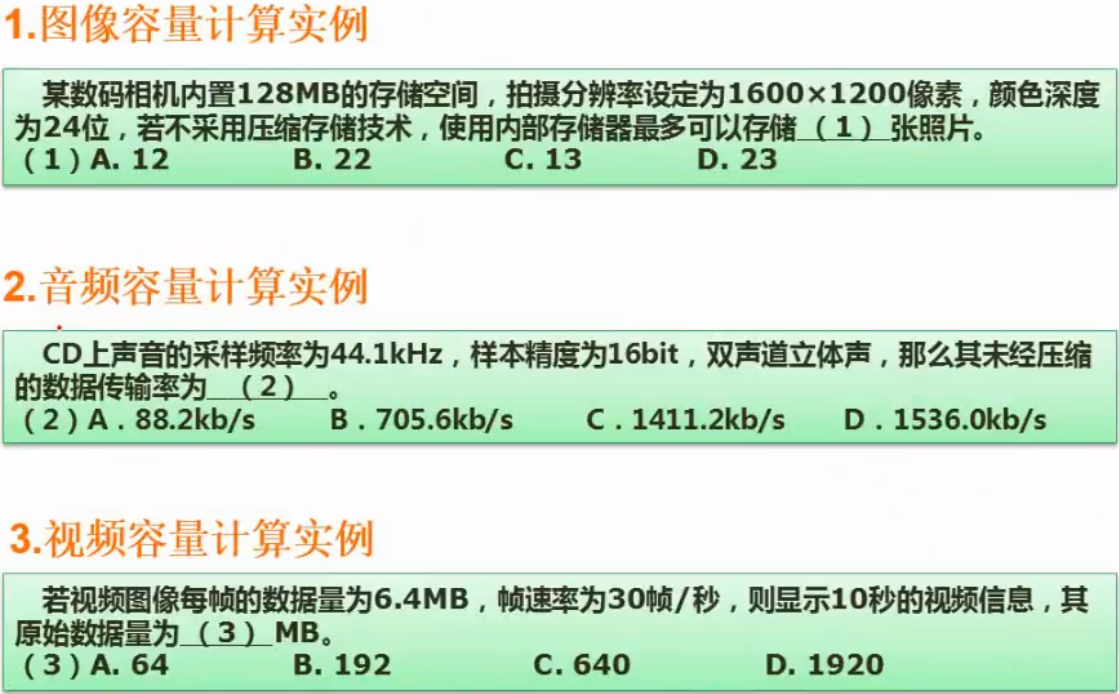 1.图像容量计算实例
某数码相机内置128MB的存储空间，拍摄分辨率设定为1600×1200像素，颜色深度
为24位，若不采用压缩存储技术，使用内部存储器最多可以存储（1）张照片。
（1）A. 12 B. 22 C. 13 D. 23
2.音频容量计算实例
CD上声音的采样频率为44.1kHz，样本精度为16bit，双声道立体声，那么其未经压缩
的数据传输率为（2）。
（2）A．88.2kb/s B．705.6kb/s C．1411.2kb/s D．1536.0kb/s
3.视频容量计算实例
若视频图像每帧的数据量为6.4MB，帧速率为30帧/秒，则显示10秒的视频信息，其
原始数据量为（3）MB。
（3）A. 64 B. 192 C. 640 D. 1920